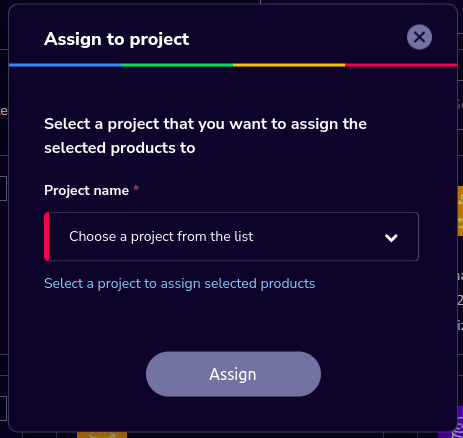 Assign to project
Select a project that you want to assign the
selected products to
Project name *
Choose a project from the list
Select a project to assign selected products
Assign